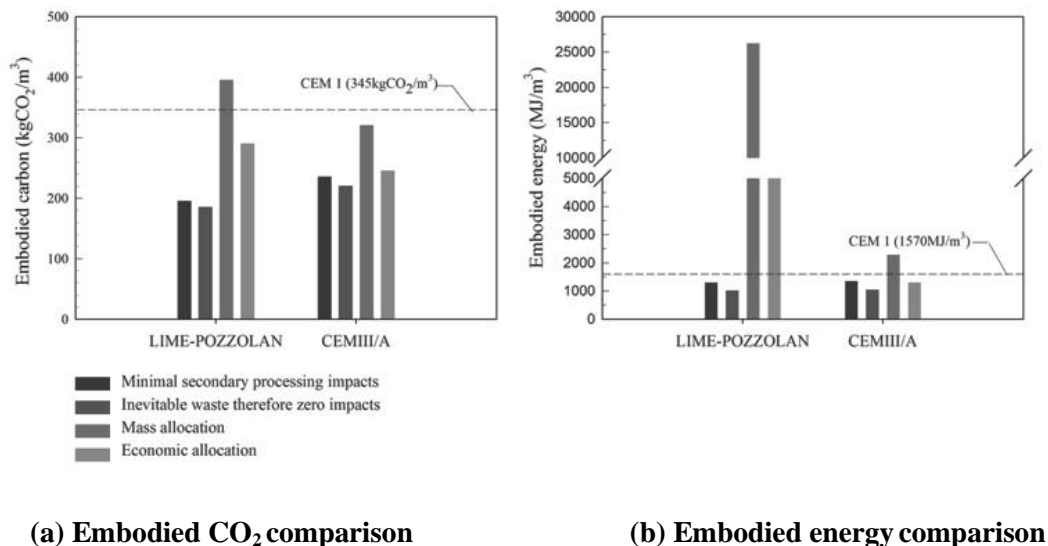 500
400
300
200
100
0
Embodied carbon (kgCO₂/m³)
CEM 1 (345kgCO₂/m³)
LIME-POZZOLAN CEMIII/A
Minimal secondary processing impacts
Inevitable waste therefore zero impacts
Mass allocation
Economic allocation
30000
25000
20000
15000
10000
5000
4000
3000
2000
1000
0
Embodied energy (MJ/m³)
CEM 1 (1570MJ/m³)
LIME-POZZOLAN CEMIII/A
(a) Embodied CO₂ comparison
(b) Embodied energy comparison